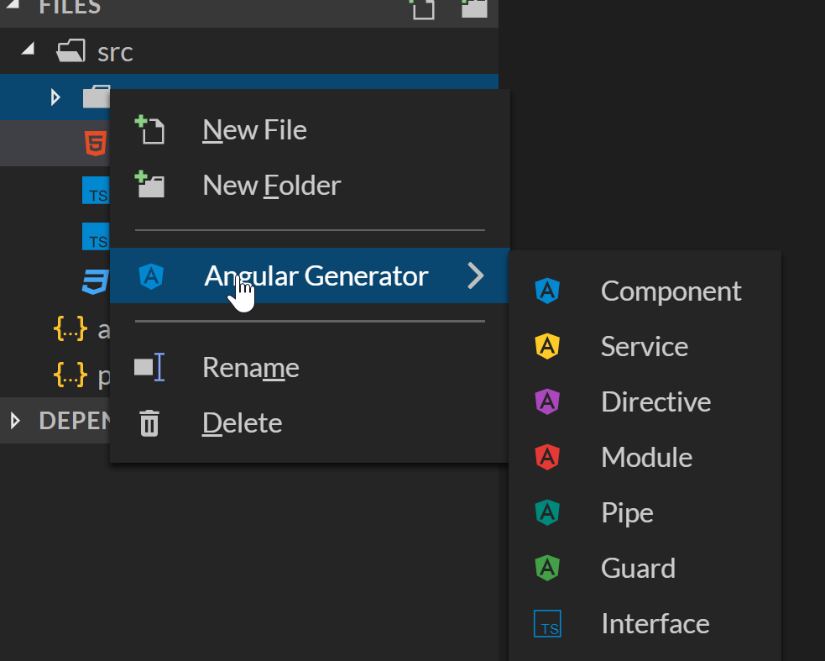 FILES
src
New File
New Folder
TS
TS
Angular Generator
{..} a
Rename
{..} p
Delete
DEPEN
Component
Service
Directive
Module
Pipe
Guard
TS Interface